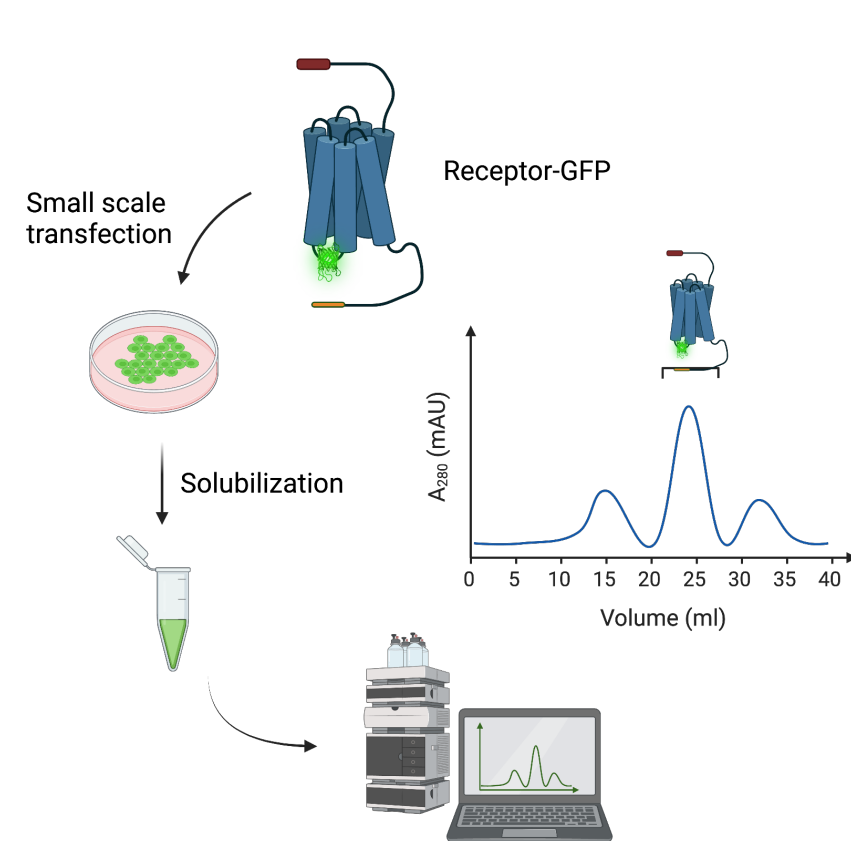 Receptor-GFP
Small scale
transfection
Solubilization
A₂₈₀ (mAU)
0 5 10 15 20 25 30 35 40
Volume (ml)